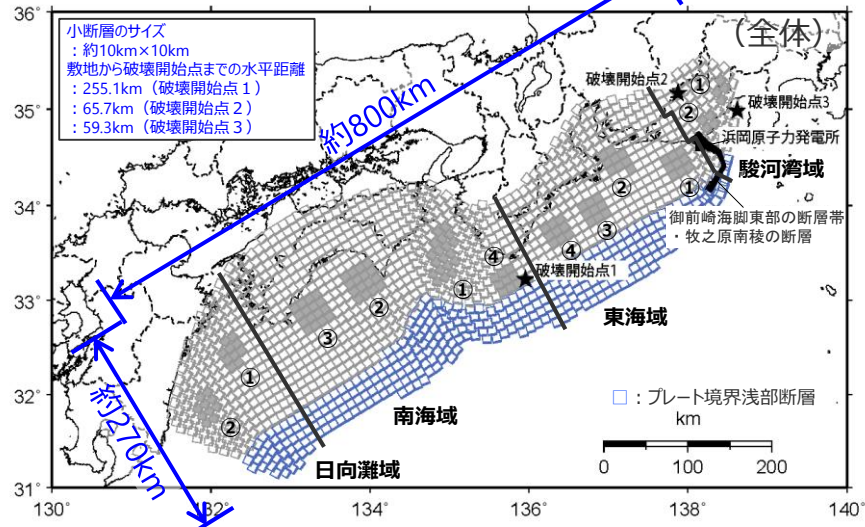 小断層のサイズ
：約10km×10km
敷地から破壊開始点までの水平距離
：255.1km（破壊開始点１）
：65.7km（破壊開始点２）
：59.3km（破壊開始点３）
（全体）
36°
35°
34°
33°
32°
31°
130°
132°
134°
136°
138°
140°
約800km
約270km
破壊開始点2
①
②
破壊開始点3
浜岡原子力発電所
駿河湾域
①
御前崎海脚東部の断層帯
・牧之原南稜の断層
②
③
④
④
破壊開始点1
①
東海域
②
③
①
②
南海域
日向灘域
□：プレート境界浅部断層
km
0 100 200